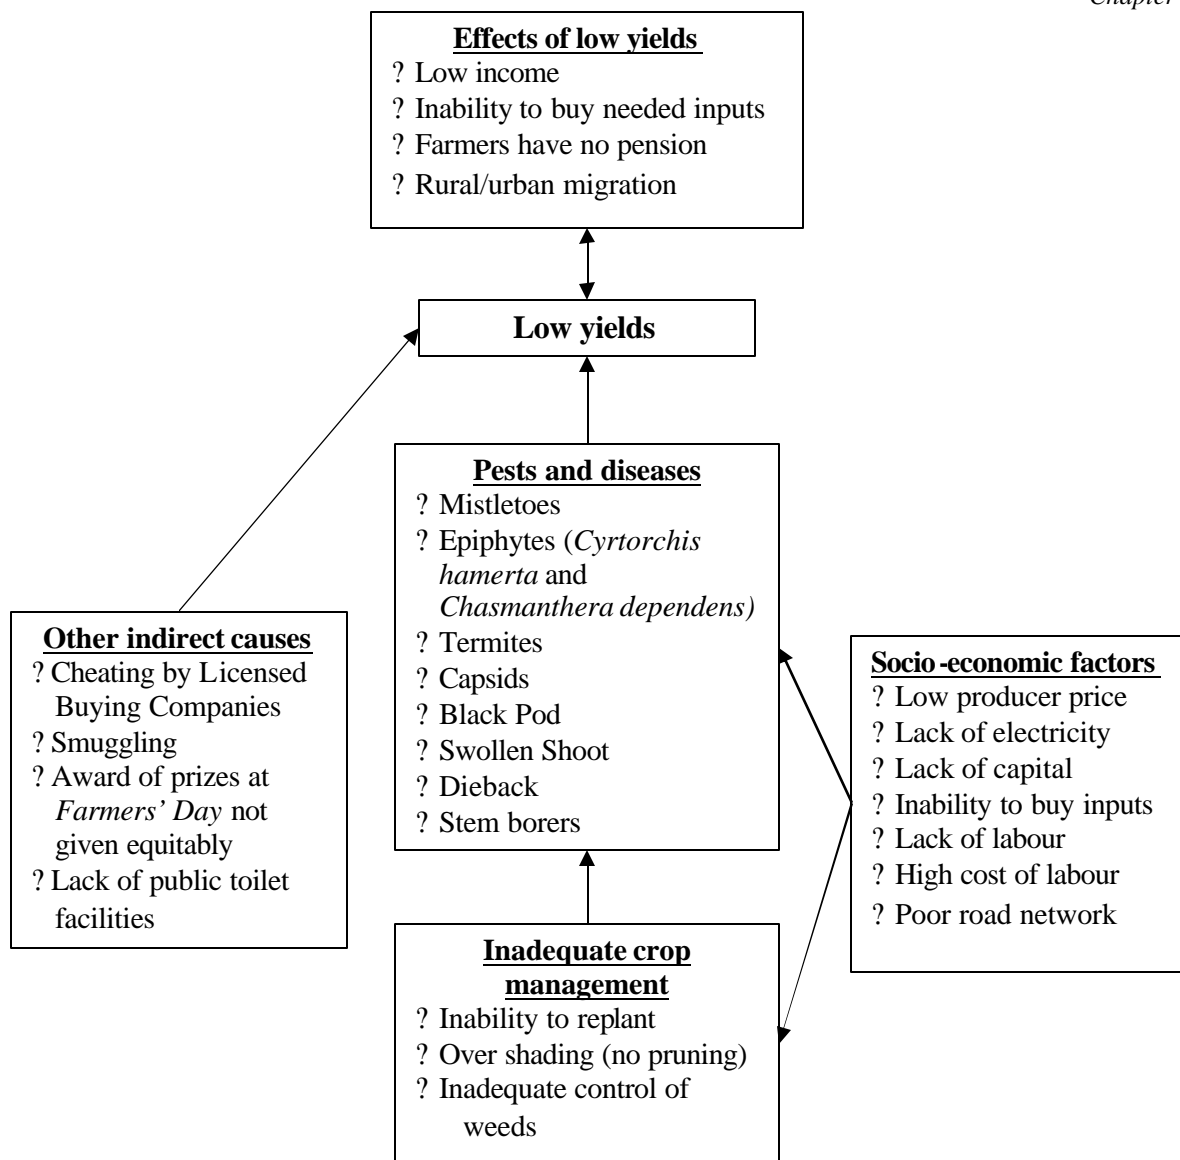 Chapter
Effects of low yields
? Low income
? Inability to buy needed inputs
? Farmers have no pension
? Rural/urban migration
Low yields
Pests and diseases
? Mistletoes
? Epiphytes (Cyrtorchis
hamerta and
Chasmanthera dependens)
? Termites
? Capsids
? Black Pod
? Swollen Shoot
? Dieback
? Stem borers
Other indirect causes
? Cheating by Licensed
Buying Companies
? Smuggling
? Award of prizes at
Farmers’ Day not
given equitably
? Lack of public toilet
facilities
Socio-economic factors
? Low producer price
? Lack of electricity
? Lack of capital
? Inability to buy inputs
? Lack of labour
? High cost of labour
? Poor road network
Inadequate crop
management
? Inability to replant
? Over shading (no pruning)
? Inadequate control of
weeds